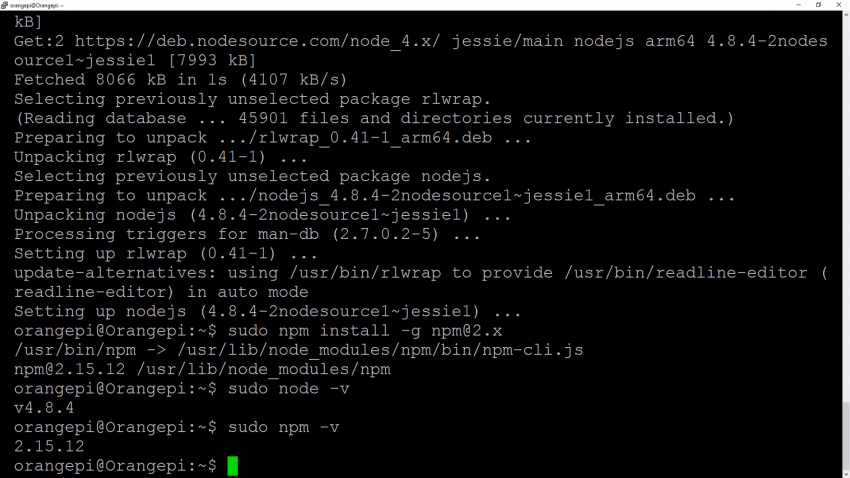 orangepi@Orangepi: ~
kB]
Get:2 https://deb.nodesource.com/node_4.x/ jessie/main nodejs arm64 4.8.4-2nodes
ource1~jessie1 [7993 kB]
Fetched 8066 kB in 1s (4107 kB/s)
Selecting previously unselected package rlwrap.
(Reading database ... 45901 files and directories currently installed.)
Preparing to unpack .../rlwrap_0.41-1_arm64.deb ...
Unpacking rlwrap (0.41-1) ...
Selecting previously unselected package nodejs.
Preparing to unpack .../nodejs_4.8.4-2nodesource1~jessie1_arm64.deb ...
Unpacking nodejs (4.8.4-2nodesource1~jessie1) ...
Processing triggers for man-db (2.7.0.2-5) ...
Setting up rlwrap (0.41-1) ...
update-alternatives: using /usr/bin/rlwrap to provide /usr/bin/readline-editor (
readline-editor) in auto mode
Setting up nodejs (4.8.4-2nodesource1~jessie1) ...
orangepi@Orangepi:~$ sudo npm install -g npm@2.x
/usr/bin/npm -> /usr/lib/node_modules/npm/bin/npm-cli.js
npm@2.15.12 /usr/lib/node_modules/npm
orangepi@Orangepi:~$ sudo node -v
v4.8.4
orangepi@Orangepi:~$ sudo npm -v
2.15.12
orangepi@Orangepi:~$